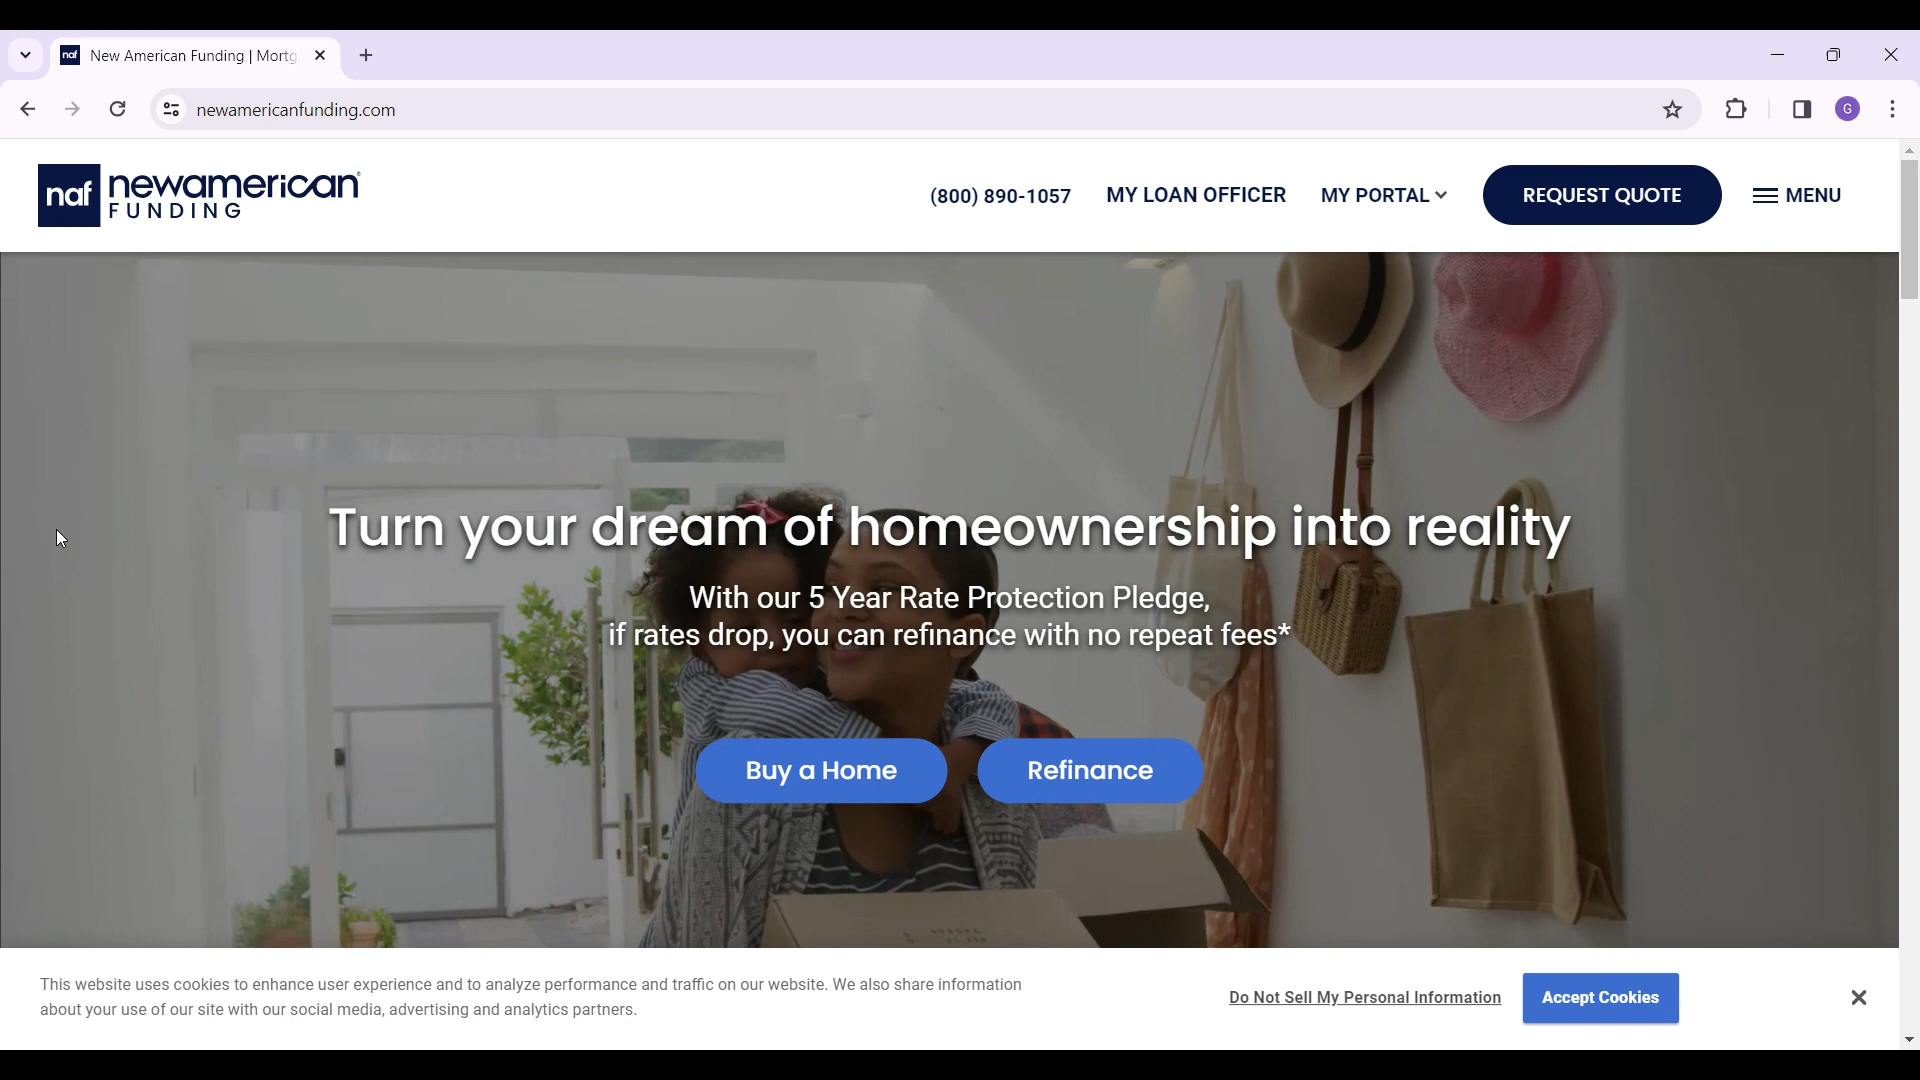 naf New American Funding | Mortg
newamericanfunding.com
G
naf newamerican
FUNDING
(800) 890-1057 MY LOAN OFFICER MY PORTAL REQUEST QUOTE MENU
Turn your dream of homeownership into reality
With our 5 Year Rate Protection Pledge,
if rates drop, you can refinance with no repeat fees*
Buy a Home Refinance
This website uses cookies to enhance user experience and to analyze performance and traffic on our website. We also share information
about your use of our site with our social media, advertising and analytics partners.
Do Not Sell My Personal Information Accept Cookies